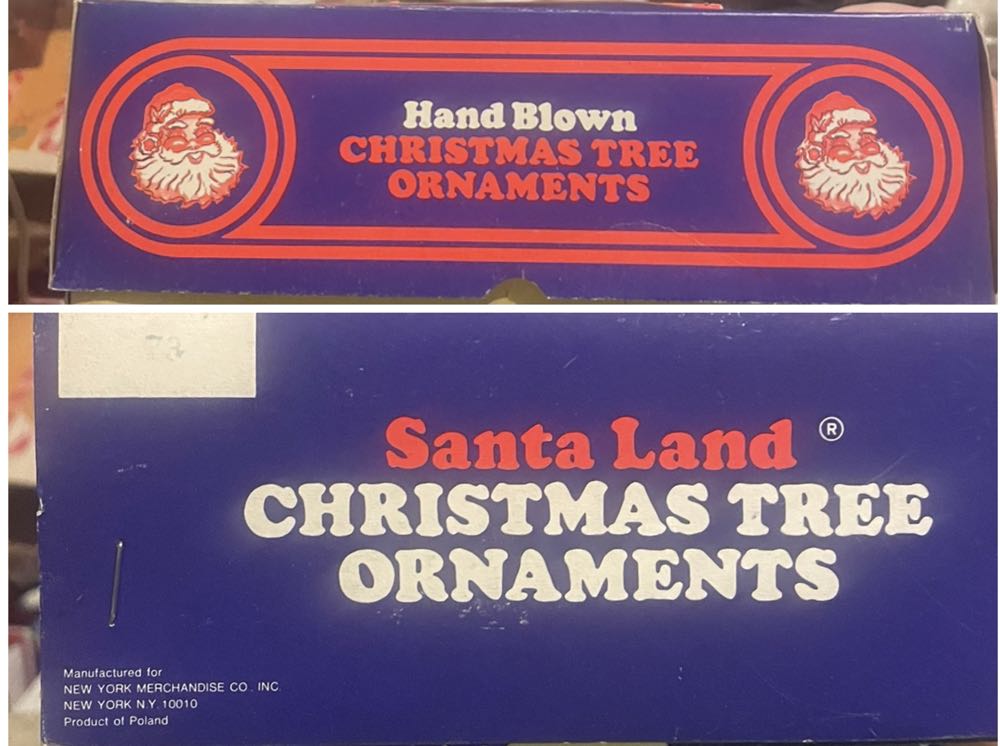 Hand Blown
CHRISTMAS TREE
ORNAMENTS
73
Santa Land ®
CHRISTMAS TREE
ORNAMENTS
Manufactured for
NEW YORK MERCHANDISE CO. INC.
NEW YORK N.Y. 10010
Product of Poland